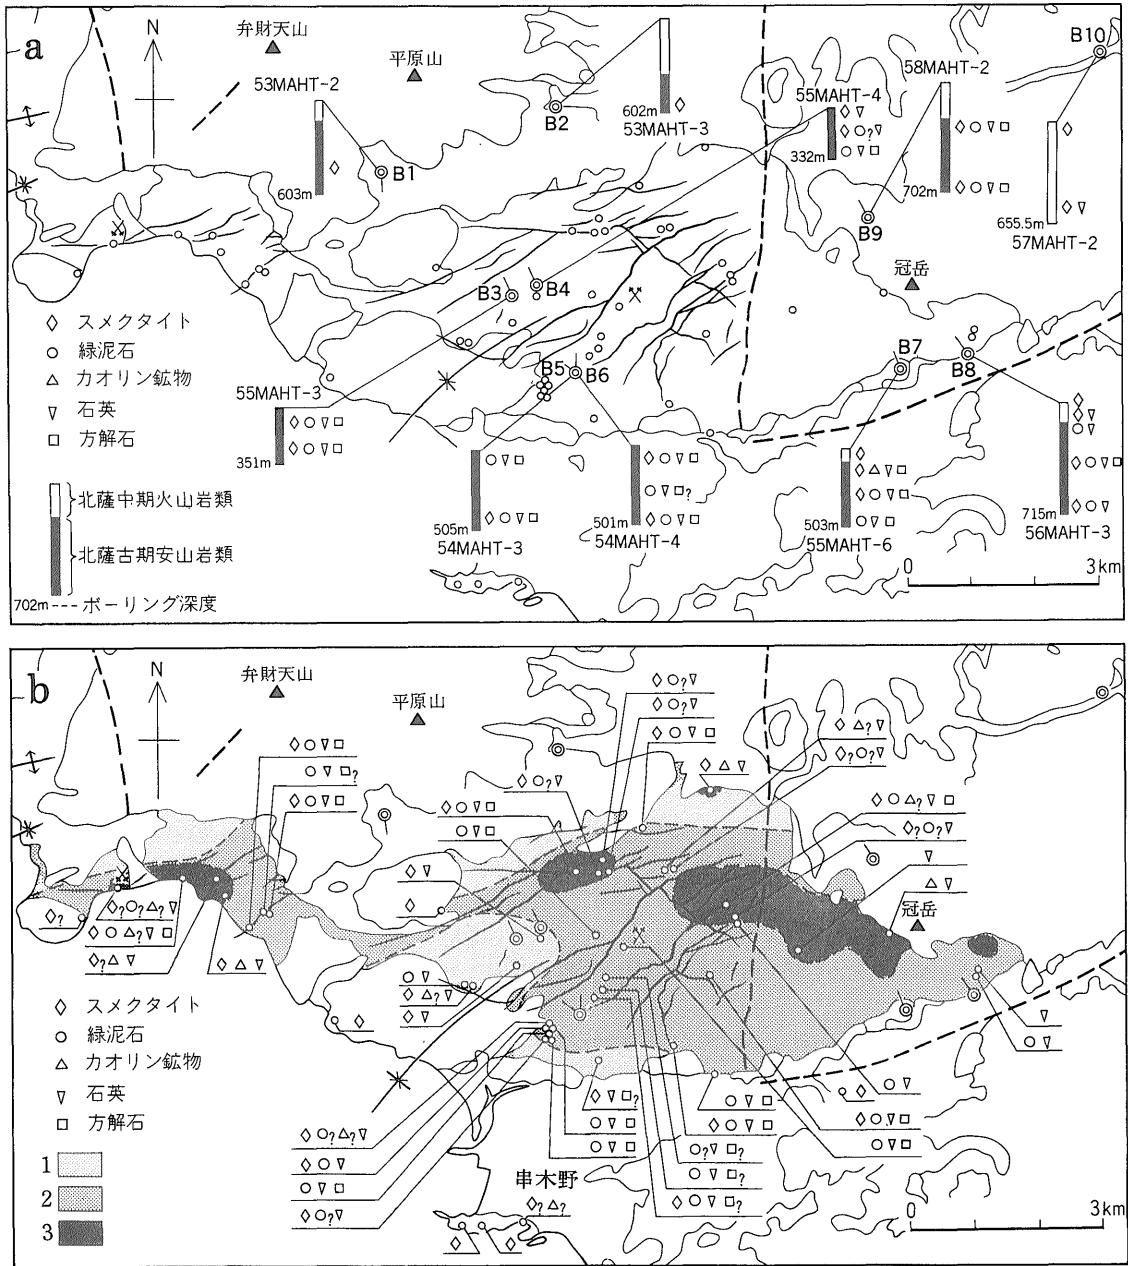 a
N
弁財天山
平原山
53MAHT-2
603m
B1
B2
602m
53MAHT-3
55MAHT-4
332m
58MAHT-2
702m
B10
655.5m
57MAHT-2
B9
冠岳
B3
B4
B5
B6
B7
B8
スメクタイト
緑泥石
カオリン鉱物
石英
方解石
55MAHT-3
351m
北薩中期火山岩類
北薩古期安山岩類
702m --- ボーリング深度
505m
54MAHT-3
?
501m
54MAHT-4
503m
55MAHT-6
715m
56MAHT-3
0 3km
b
N
弁財天山
平原山
冠岳
スメクタイト
緑泥石
カオリン鉱物
石英
方解石
1
2
3
串木野
0 3km